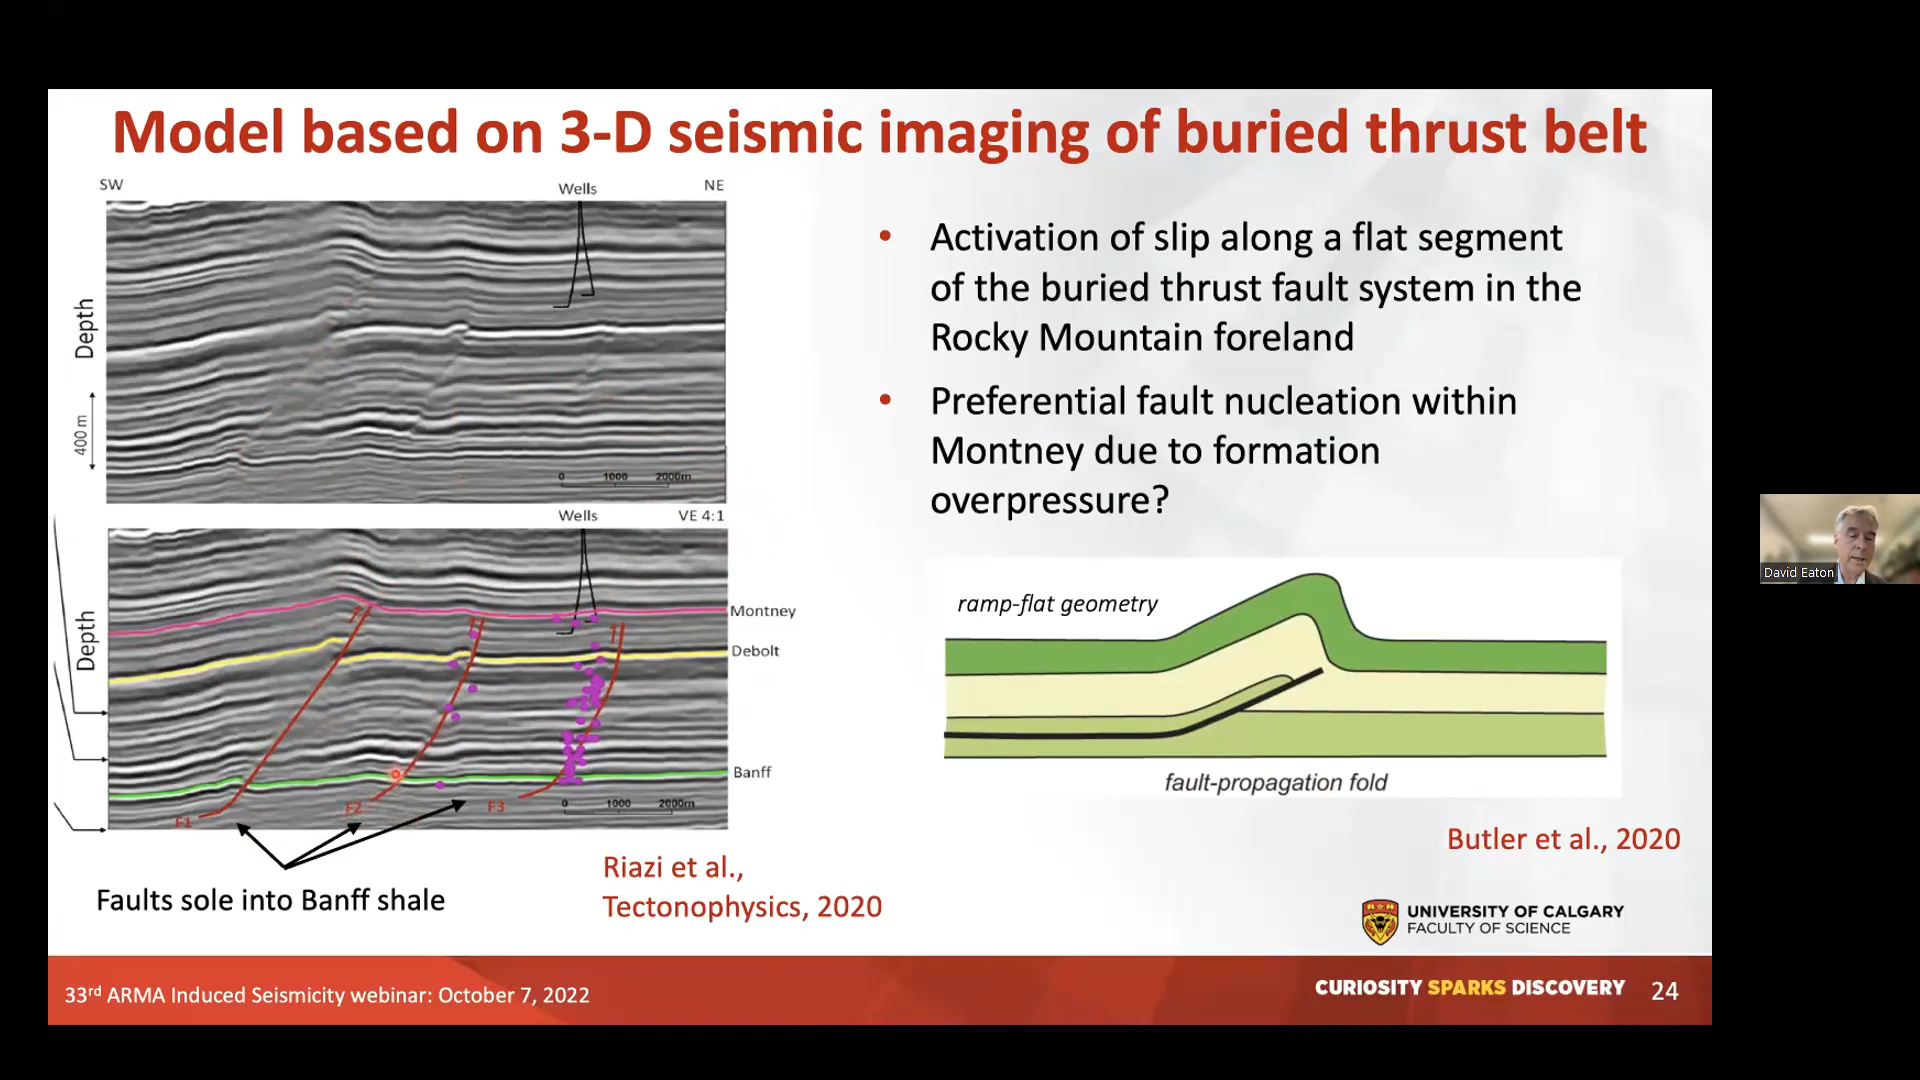 Model based on 3-D seismic imaging of buried thrust belt
SW
Wells
NE
Depth
400 m
0 1000 2000m
Wells
VE 4:1
Depth
Montney
Debolt
Banff
F1
F2
F3
0 1000 2000m
Faults sole into Banff shale
Riazi et al.,
Tectonophysics, 2020
• Activation of slip along a flat segment
of the buried thrust fault system in the
Rocky Mountain foreland
• Preferential fault nucleation within
Montney due to formation
overpressure?
ramp-flat geometry
fault-propagation fold
Butler et al., 2020
UNIVERSITY OF CALGARY
FACULTY OF SCIENCE
33rd ARMA Induced Seismicity webinar: October 7, 2022
CURIOSITY SPARKS DISCOVERY
24
David Eaton